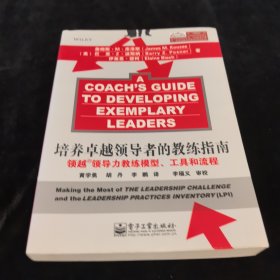 WILEY
詹姆斯·M·库泽斯 (James M. Kouzes)
(美) 巴里·Z·波斯纳 (Barry Z. Posner) 著
伊莱恩·碧柯 (Elaine Biech)
A
COACH'S GUIDE
TO DEVELOPING
EXEMPLARY
LEADERS
培养卓越领导者的教练指南
领越®领导力教练模型、工具和流程
黄学焦 胡丹 李鹏 译 李福义 审校
Making the Most of THE LEADERSHIP CHALLENGE
and the LEADERSHIP PRACTICES INVENTORY (LPI)
电子工业出版社